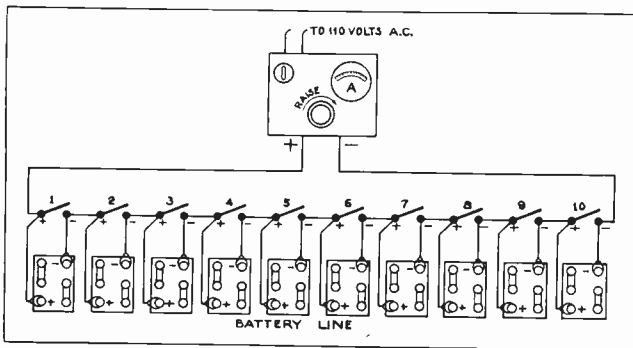 TO 110 VOLTS A.C.
A
RAISE
+ −
1 2 3 4 5 6 7 8 9 10
+ − + − + − + − + − + − + − + − + − + −
− − − − − − − − − −
+ + + + + + + + + +
BATTERY LINE